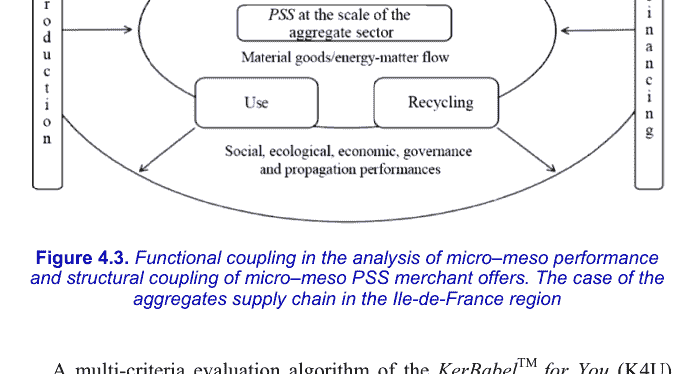 r
o
d
u
c
t
i
o
n
PSS at the scale of the
aggregate sector
Material goods/energy-matter flow
Use
Recycling
Social, ecological, economic, governance
and propagation performances
i
n
a
n
c
i
n
g
Figure 4.3. Functional coupling in the analysis of micro–meso performance
and structural coupling of micro–meso PSS merchant offers. The case of the
aggregates supply chain in the Ile-de-France region
A multi-criteria evaluation algorithm of the KerBabel™ for You (K4U)